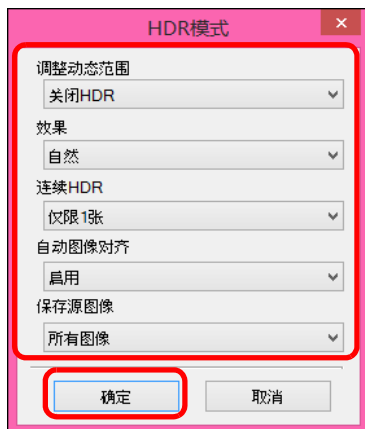 HDR模式
调整动态范围
关闭HDR
效果
自然
连续HDR
仅限1张
自动图像对齐
启用
保存源图像
所有图像
确定
取消